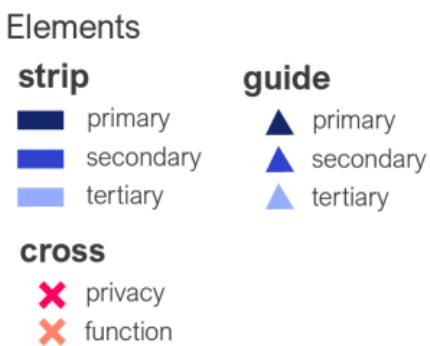 Elements
strip
primary
secondary
tertiary
guide
primary
secondary
tertiary
cross
privacy
function